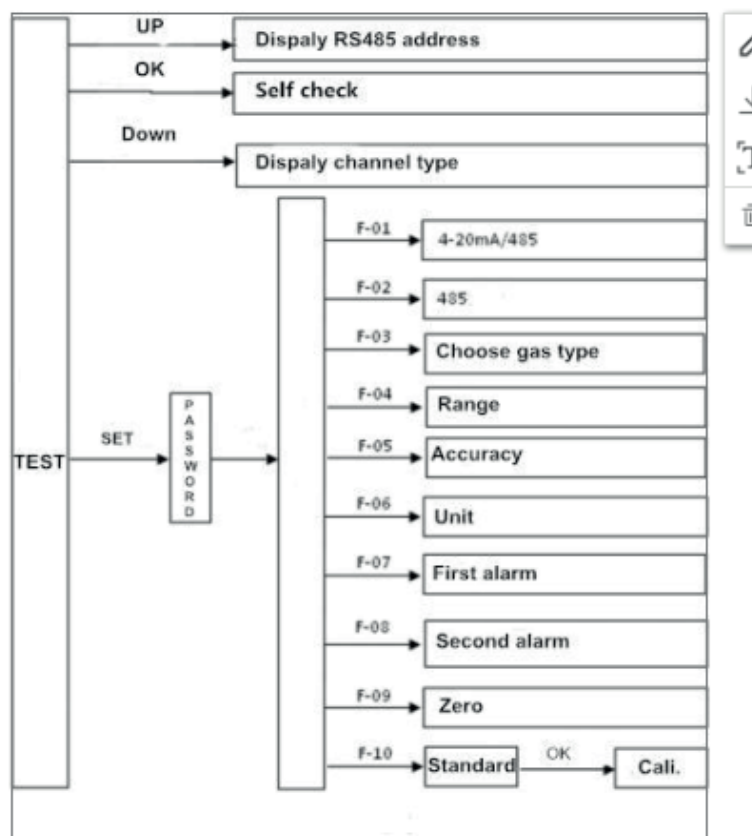 UP
Dispaly RS485 address
OK
Self check
Down
Dispaly channel type
F-01
4-20mA/485
F-02
485
F-03
Choose gas type
F-04
Range
F-05
Accuracy
F-06
Unit
F-07
First alarm
F-08
Second alarm
F-09
Zero
F-10
Standard
OK
Cali.
TEST
SET
PASSWORD